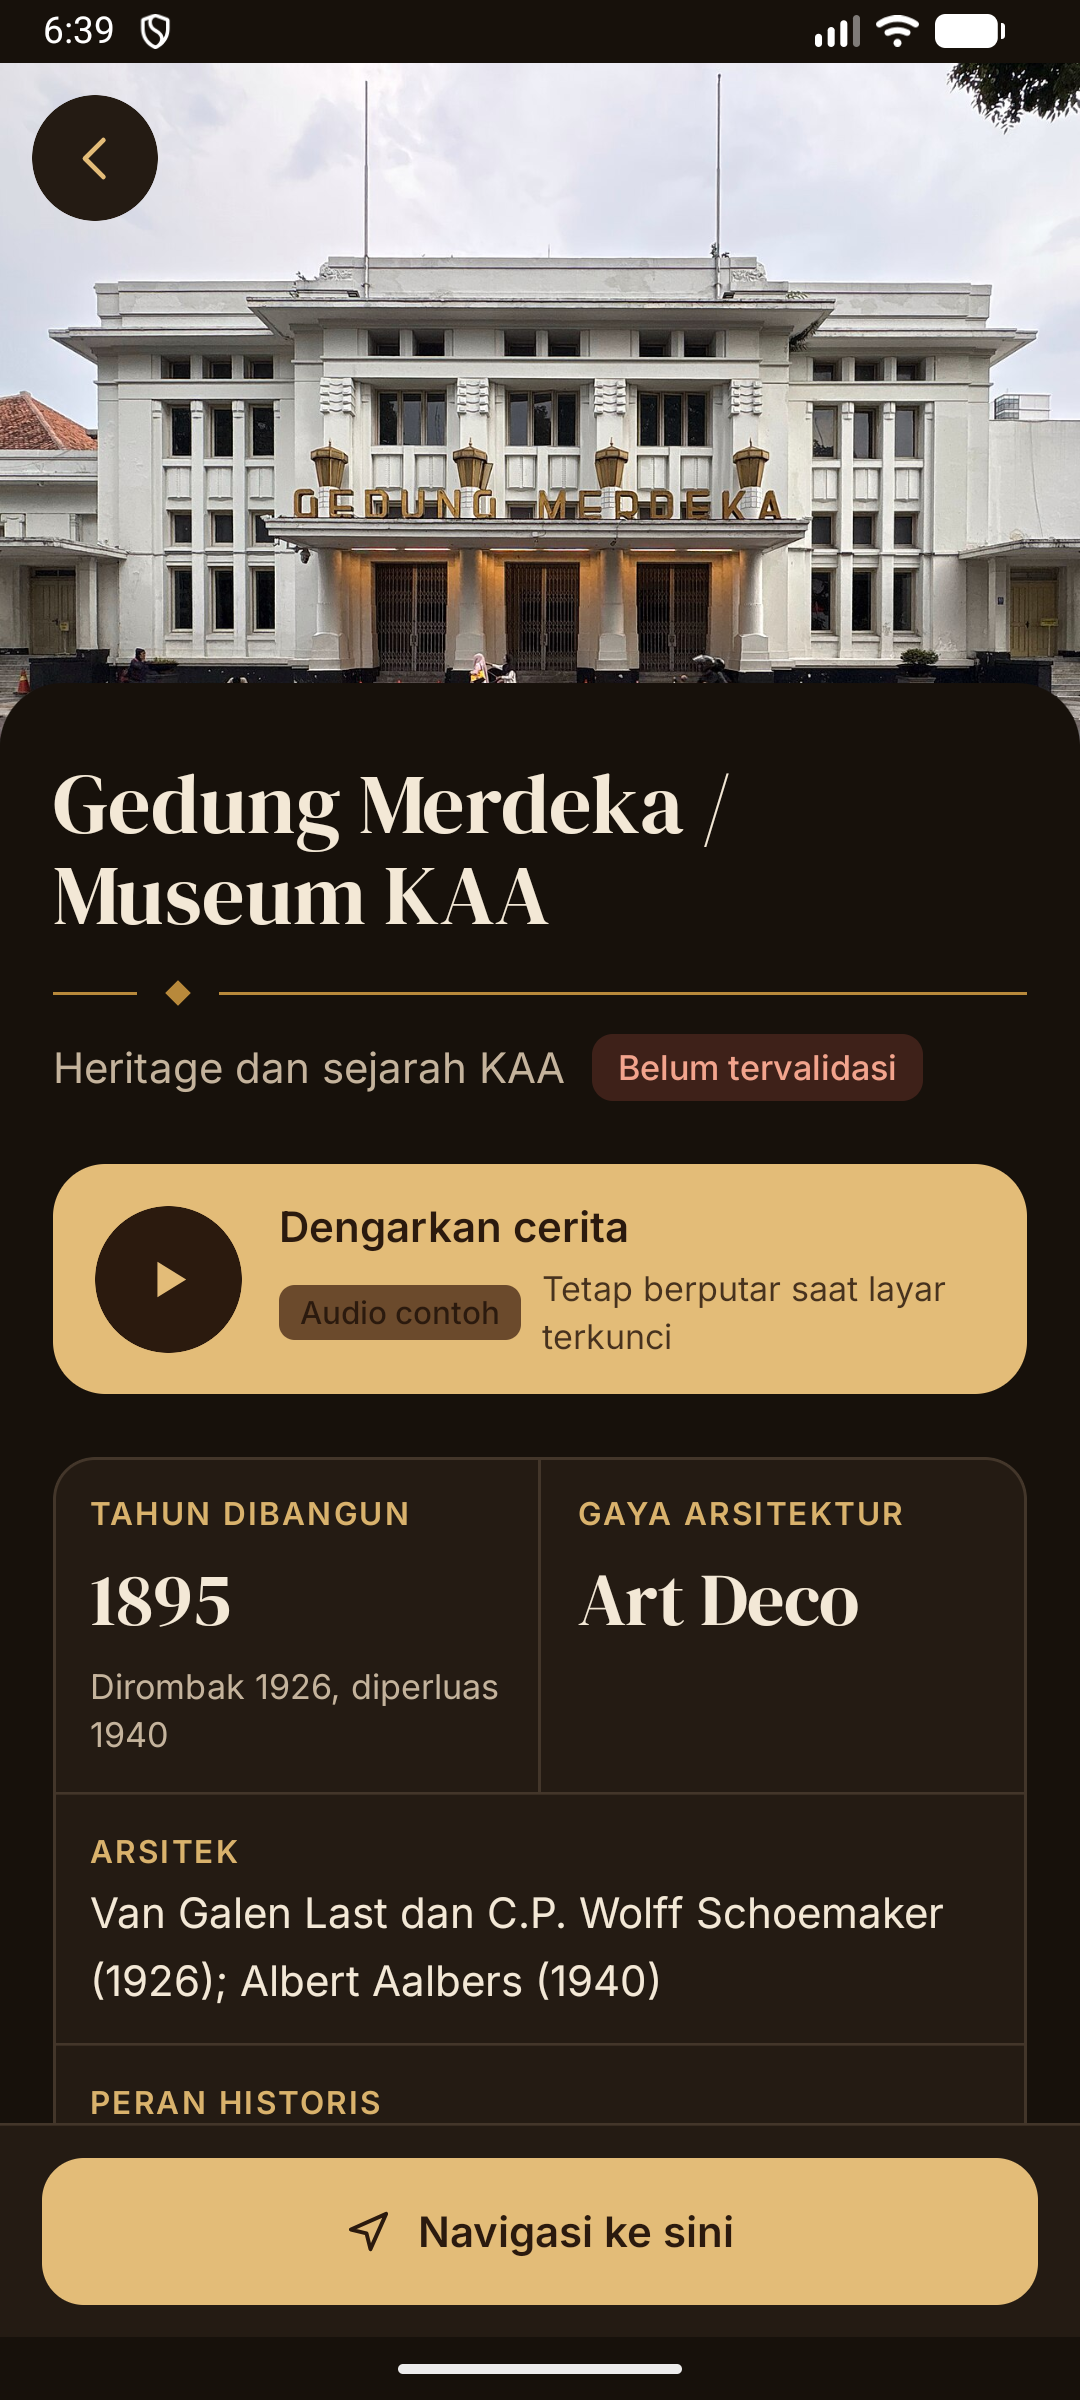 6:39
GEDUNG MERDEKA
Gedung Merdeka /
Museum KAA
Heritage dan sejarah KAA
Belum tervalidasi
Dengarkan cerita
Audio contoh
Tetap berputar saat layar
terkunci
TAHUN DIBANGUN
1895
Dirombak 1926, diperluas
1940
GAYA ARSITEKTUR
Art Deco
ARSITEK
Van Galen Last dan C.P. Wolff Schoemaker
(1926); Albert Aalbers (1940)
PERAN HISTORIS
Navigasi ke sini